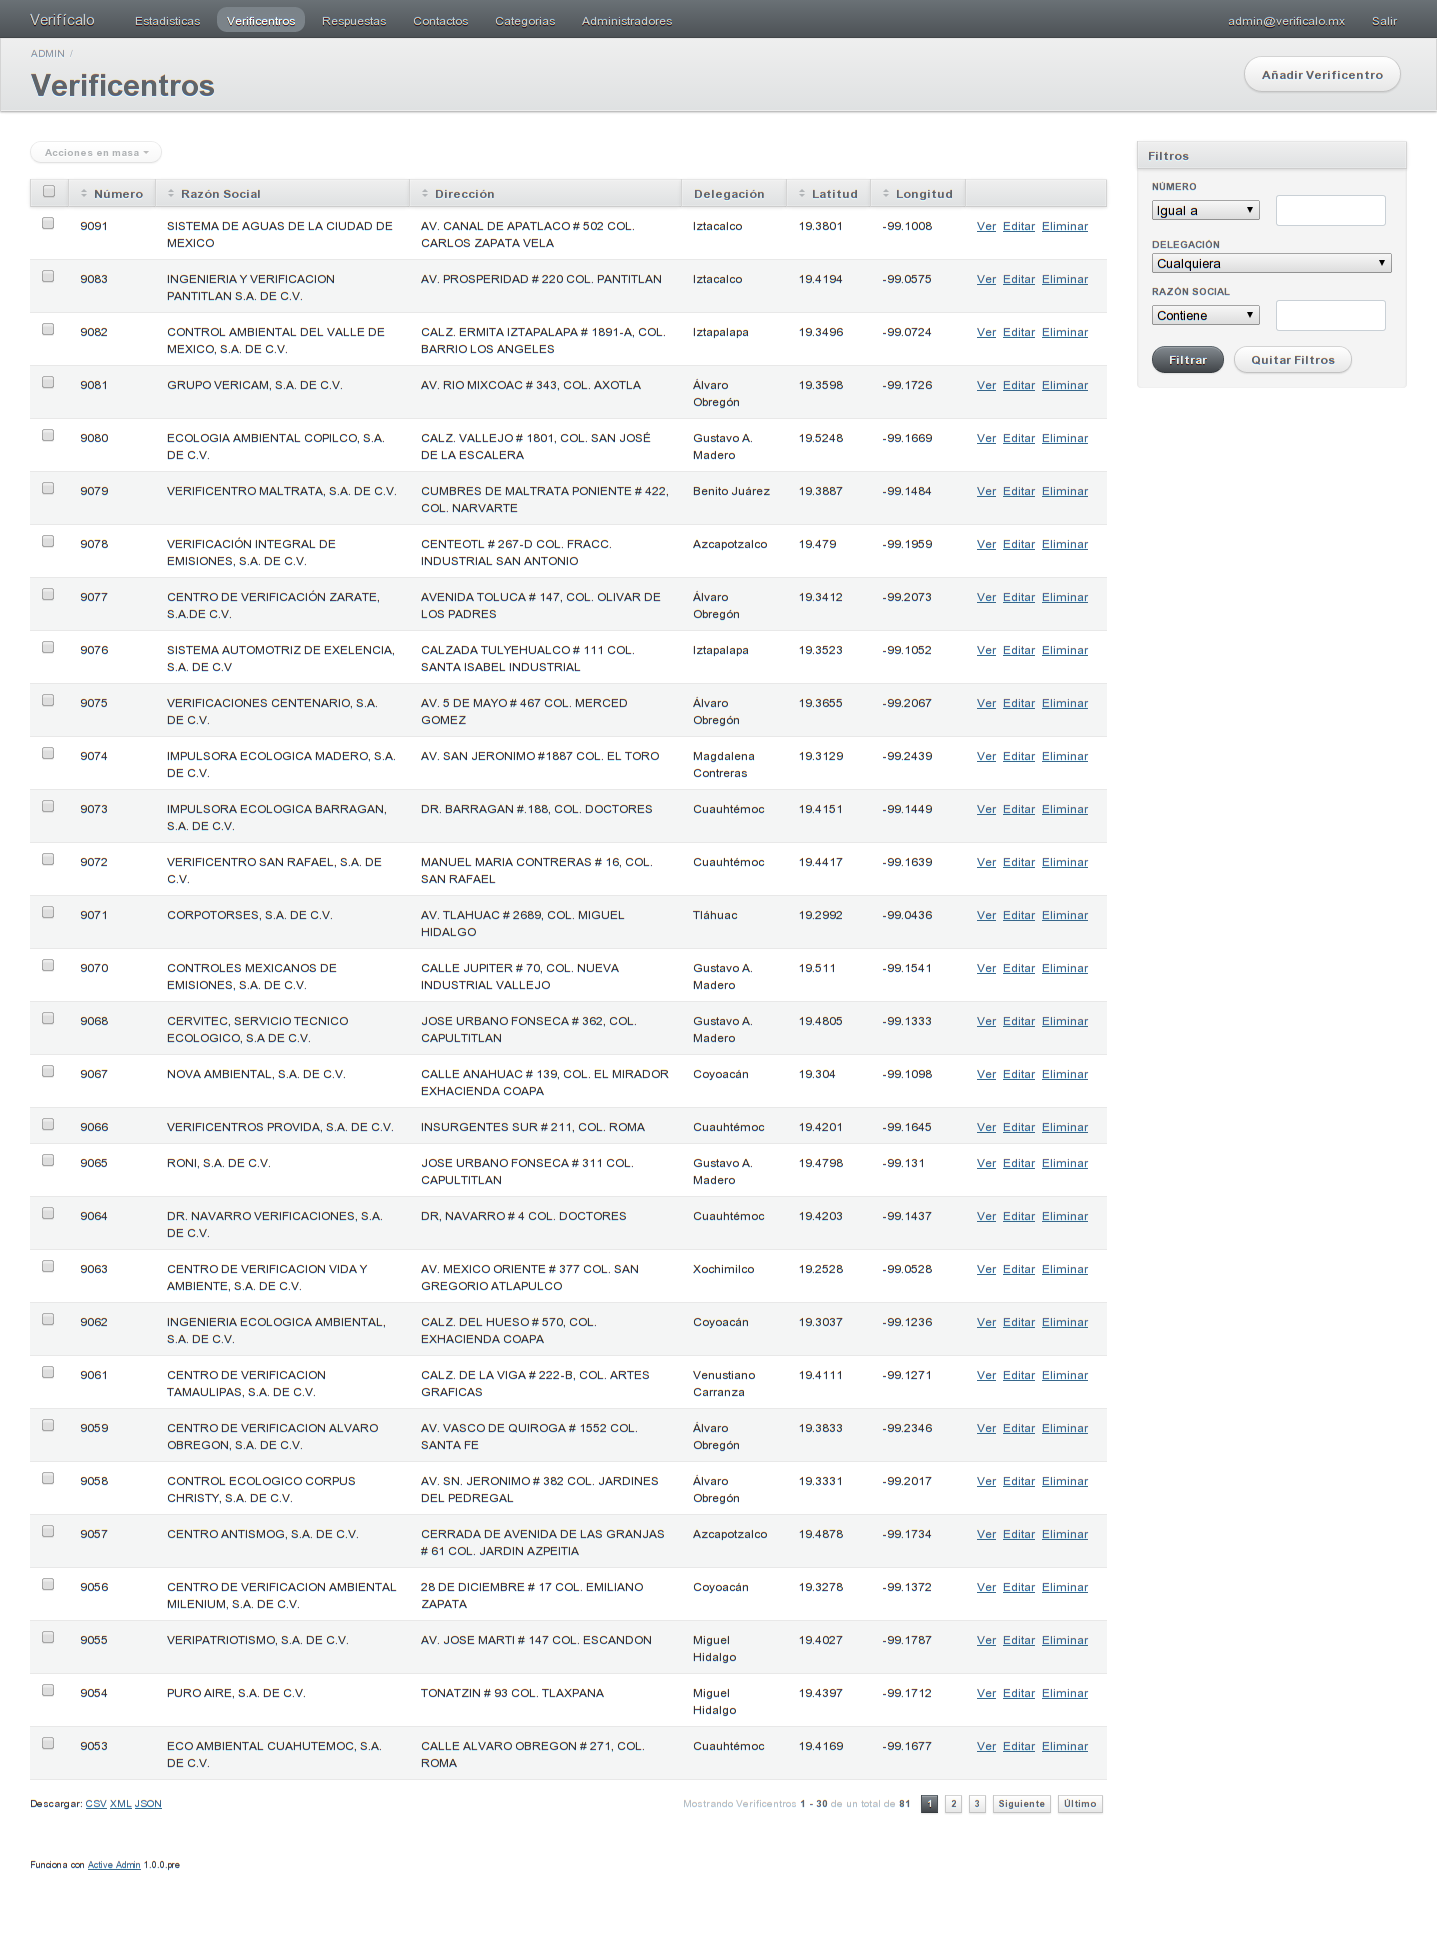 Verifícalo Estadisticas Verificentros Respuestas Contactos Categorias Administradores admin@verificalo.mx Salir
ADMIN /
Verificentros Añadir Verificentro
Acciones en masa
Número Razón Social Dirección Delegación Latitud Longitud
9091 SISTEMA DE AGUAS DE LA CIUDAD DE AV. CANAL DE APATLACO # 502 COL. Iztacalco 19.3801 -99.1008 Ver Editar Eliminar
MEXICO CARLOS ZAPATA VELA
9083 INGENIERIA Y VERIFICACION AV. PROSPERIDAD # 220 COL. PANTITLAN Iztacalco 19.4194 -99.0575 Ver Editar Eliminar
PANTITLAN S.A. DE C.V.
9082 CONTROL AMBIENTAL DEL VALLE DE CALZ. ERMITA IZTAPALAPA # 1891-A, COL. Iztapalapa 19.3496 -99.0724 Ver Editar Eliminar
MEXICO, S.A. DE C.V. BARRIO LOS ANGELES
9081 GRUPO VERICAM, S.A. DE C.V. AV. RIO MIXCOAC # 343, COL. AXOTLA Álvaro 19.3598 -99.1726 Ver Editar Eliminar
Obregón
9080 ECOLOGIA AMBIENTAL COPILCO, S.A. CALZ. VALLEJO # 1801, COL. SAN JOSÉ Gustavo A. 19.5248 -99.1669 Ver Editar Eliminar
DE C.V. DE LA ESCALERA Madero
9079 VERIFICENTRO MALTRATA, S.A. DE C.V. CUMBRES DE MALTRATA PONIENTE # 422, Benito Juárez 19.3887 -99.1484 Ver Editar Eliminar
COL. NARVARTE
9078 VERIFICACIÓN INTEGRAL DE CENTEOTL # 267-D COL. FRACC. Azcapotzalco 19.479 -99.1959 Ver Editar Eliminar
EMISIONES, S.A. DE C.V. INDUSTRIAL SAN ANTONIO
9077 CENTRO DE VERIFICACIÓN ZARATE, AVENIDA TOLUCA # 147, COL. OLIVAR DE Álvaro 19.3412 -99.2073 Ver Editar Eliminar
S.A.DE C.V. LOS PADRES Obregón
9076 SISTEMA AUTOMOTRIZ DE EXELENCIA, CALZADA TULYEHUALCO # 111 COL. Iztapalapa 19.3523 -99.1052 Ver Editar Eliminar
S.A. DE C.V SANTA ISABEL INDUSTRIAL
9075 VERIFICACIONES CENTENARIO, S.A. AV. 5 DE MAYO # 467 COL. MERCED Álvaro 19.3655 -99.2067 Ver Editar Eliminar
DE C.V. GOMEZ Obregón
9074 IMPULSORA ECOLOGICA MADERO, S.A. AV. SAN JERONIMO #1887 COL. EL TORO Magdalena 19.3129 -99.2439 Ver Editar Eliminar
DE C.V. Contreras
9073 IMPULSORA ECOLOGICA BARRAGAN, DR. BARRAGAN #.188, COL. DOCTORES Cuauhtémoc 19.4151 -99.1449 Ver Editar Eliminar
S.A. DE C.V.
9072 VERIFICENTRO SAN RAFAEL, S.A. DE MANUEL MARIA CONTRERAS # 16, COL. Cuauhtémoc 19.4417 -99.1639 Ver Editar Eliminar
C.V. SAN RAFAEL
9071 CORPOTORSES, S.A. DE C.V. AV. TLAHUAC # 2689, COL. MIGUEL Tláhuac 19.2992 -99.0436 Ver Editar Eliminar
HIDALGO
9070 CONTROLES MEXICANOS DE CALLE JUPITER # 70, COL. NUEVA Gustavo A. 19.511 -99.1541 Ver Editar Eliminar
EMISIONES, S.A. DE C.V. INDUSTRIAL VALLEJO Madero
9068 CERVITEC, SERVICIO TECNICO JOSE URBANO FONSECA # 362, COL. Gustavo A. 19.4805 -99.1333 Ver Editar Eliminar
ECOLOGICO, S.A DE C.V. CAPULTITLAN Madero
9067 NOVA AMBIENTAL, S.A. DE C.V. CALLE ANAHUAC # 139, COL. EL MIRADOR Coyoacán 19.304 -99.1098 Ver Editar Eliminar
EXHACIENDA COAPA
9066 VERIFICENTROS PROVIDA, S.A. DE C.V. INSURGENTES SUR # 211, COL. ROMA Cuauhtémoc 19.4201 -99.1645 Ver Editar Eliminar
9065 RONI, S.A. DE C.V. JOSE URBANO FONSECA # 311 COL. Gustavo A. 19.4798 -99.131 Ver Editar Eliminar
CAPULTITLAN Madero
9064 DR. NAVARRO VERIFICACIONES, S.A. DR, NAVARRO # 4 COL. DOCTORES Cuauhtémoc 19.4203 -99.1437 Ver Editar Eliminar
DE C.V.
9063 CENTRO DE VERIFICACION VIDA Y AV. MEXICO ORIENTE # 377 COL. SAN Xochimilco 19.2528 -99.0528 Ver Editar Eliminar
AMBIENTE, S.A. DE C.V. GREGORIO ATLAPULCO
9062 INGENIERIA ECOLOGICA AMBIENTAL, CALZ. DEL HUESO # 570, COL. Coyoacán 19.3037 -99.1236 Ver Editar Eliminar
S.A. DE C.V. EXHACIENDA COAPA
9061 CENTRO DE VERIFICACION CALZ. DE LA VIGA # 222-B, COL. ARTES Venustiano 19.4111 -99.1271 Ver Editar Eliminar
TAMAULIPAS, S.A. DE C.V. GRAFICAS Carranza
9059 CENTRO DE VERIFICACION ALVARO AV. VASCO DE QUIROGA # 1552 COL. Álvaro 19.3833 -99.2346 Ver Editar Eliminar
OBREGON, S.A. DE C.V. SANTA FE Obregón
9058 CONTROL ECOLOGICO CORPUS AV. SN. JERONIMO # 382 COL. JARDINES Álvaro 19.3331 -99.2017 Ver Editar Eliminar
CHRISTY, S.A. DE C.V. DEL PEDREGAL Obregón
9057 CENTRO ANTISMOG, S.A. DE C.V. CERRADA DE AVENIDA DE LAS GRANJAS Azcapotzalco 19.4878 -99.1734 Ver Editar Eliminar
# 61 COL. JARDIN AZPEITIA
9056 CENTRO DE VERIFICACION AMBIENTAL 28 DE DICIEMBRE # 17 COL. EMILIANO Coyoacán 19.3278 -99.1372 Ver Editar Eliminar
MILENIUM, S.A. DE C.V. ZAPATA
9055 VERIPATRIOTISMO, S.A. DE C.V. AV. JOSE MARTI # 147 COL. ESCANDON Miguel 19.4027 -99.1787 Ver Editar Eliminar
Hidalgo
9054 PURO AIRE, S.A. DE C.V. TONATZIN # 93 COL. TLAXPANA Miguel 19.4397 -99.1712 Ver Editar Eliminar
Hidalgo
9053 ECO AMBIENTAL CUAHUTEMOC, S.A. CALLE ALVARO OBREGON # 271, COL. Cuauhtémoc 19.4169 -99.1677 Ver Editar Eliminar
DE C.V. ROMA
Descargar: CSV XML JSON Mostrando Verificentros 1 - 30 de un total de 81 1 2 3 Siguiente Último
Filtros
NÚMERO
Igual a
DELEGACIÓN
Cualquiera
RAZÓN SOCIAL
Contiene
Filtrar Quitar Filtros
Funciona con Active Admin 1.0.0.pre